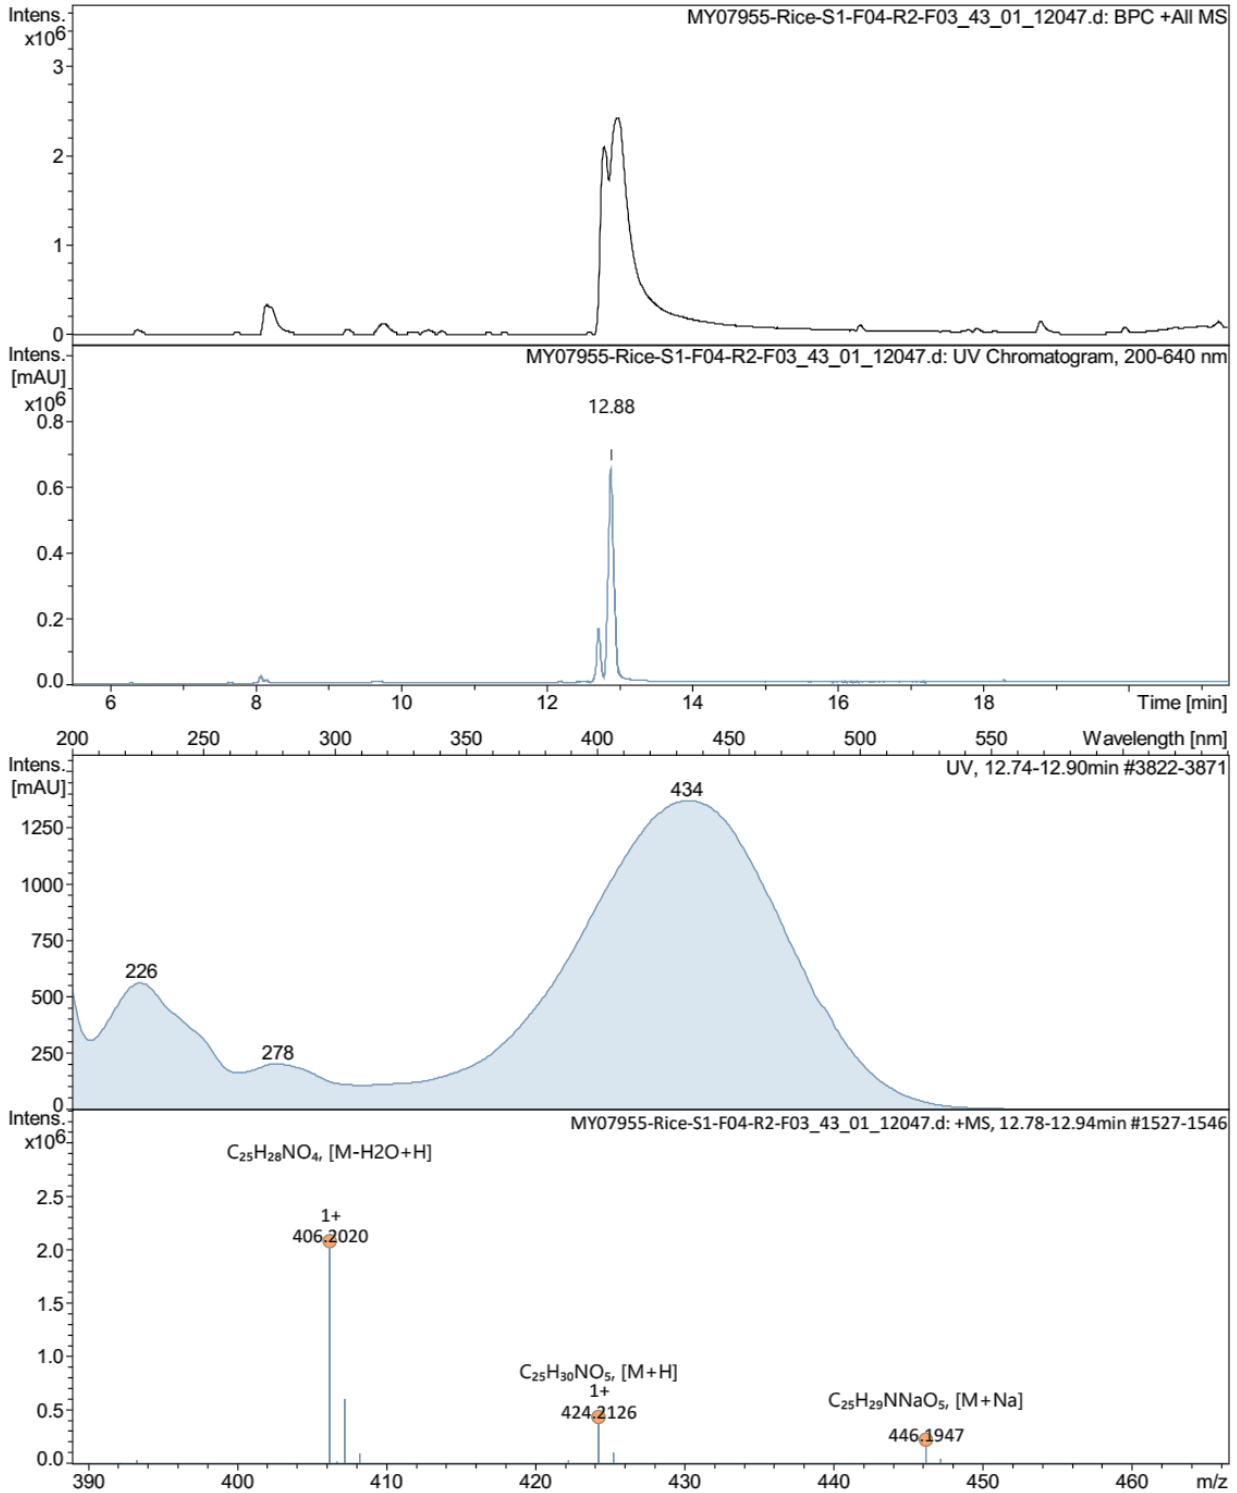 Intens.
x10⁶
MY07955-Rice-S1-F04-R2-F03_43_01_12047.d: BPC +All MS
3
2
1
0
Intens.
[mAU]
x10⁶
MY07955-Rice-S1-F04-R2-F03_43_01_12047.d: UV Chromatogram, 200-640 nm
12.88
0.8
0.6
0.4
0.2
0.0
6 8 10 12 14 16 18 Time [min]
200 250 300 350 400 450 500 550 Wavelength [nm]
Intens.
[mAU]
UV, 12.74-12.90min #3822-3871
434
1250
1000
750
226
500
278
250
0
Intens.
x10⁶
MY07955-Rice-S1-F04-R2-F03_43_01_12047.d: +MS, 12.78-12.94min #1527-1546
C₂₅H₂₈NO₄, [M-H2O+H]
2.5
1+
406.2020
2.0
1.5
1.0
C₂₅H₃₀NO₅, [M+H]
1+
424.2126
C₂₅H₂₉NNaO₅, [M+Na]
446.1947
0.5
0.0
390 400 410 420 430 440 450 460 m/z